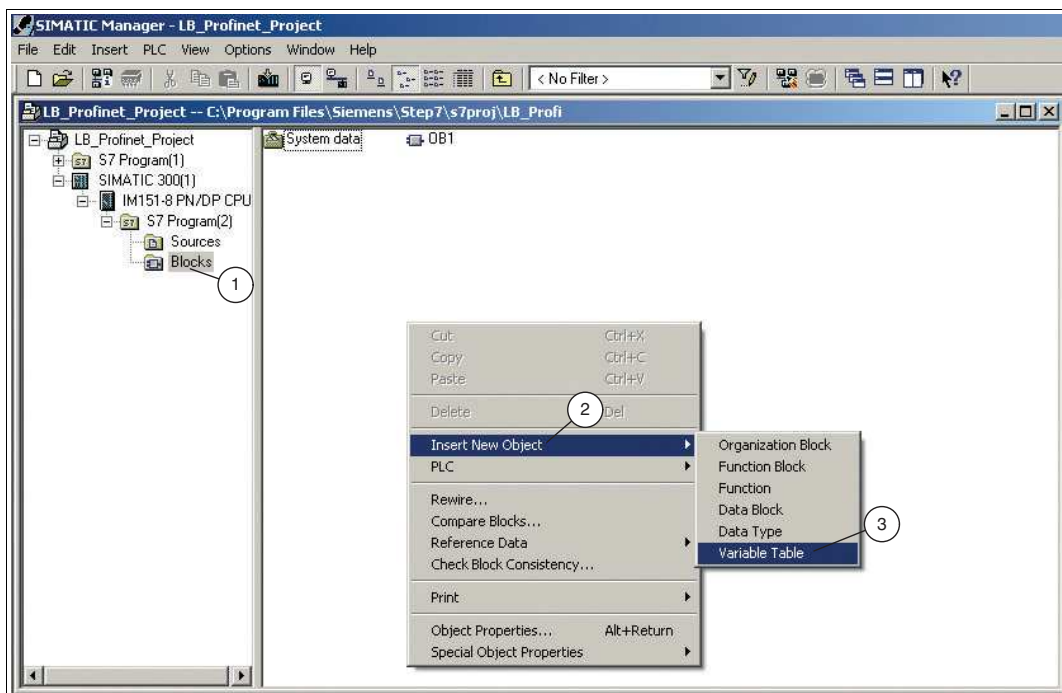 SIMATIC Manager - LB_Profinet_Project
File Edit Insert PLC View Options Window Help
< No Filter >
LB_Profinet_Project -- C:\Program Files\Siemens\Step7\s7proj\LB_Profi
LB_Profinet_Project
S7 Program(1)
SIMATIC 300(1)
IM151-8 PN/DP CPU
S7 Program(2)
Sources
Blocks
1
System data OB1
Cut Ctrl+X
Copy Ctrl+C
Paste Ctrl+V
Delete Del
2
Insert New Object
PLC
Rewire...
Compare Blocks...
Reference Data
Check Block Consistency...
Print
Object Properties... Alt+Return
Special Object Properties
Organization Block
Function Block
Function
Data Block
Data Type
Variable Table
3